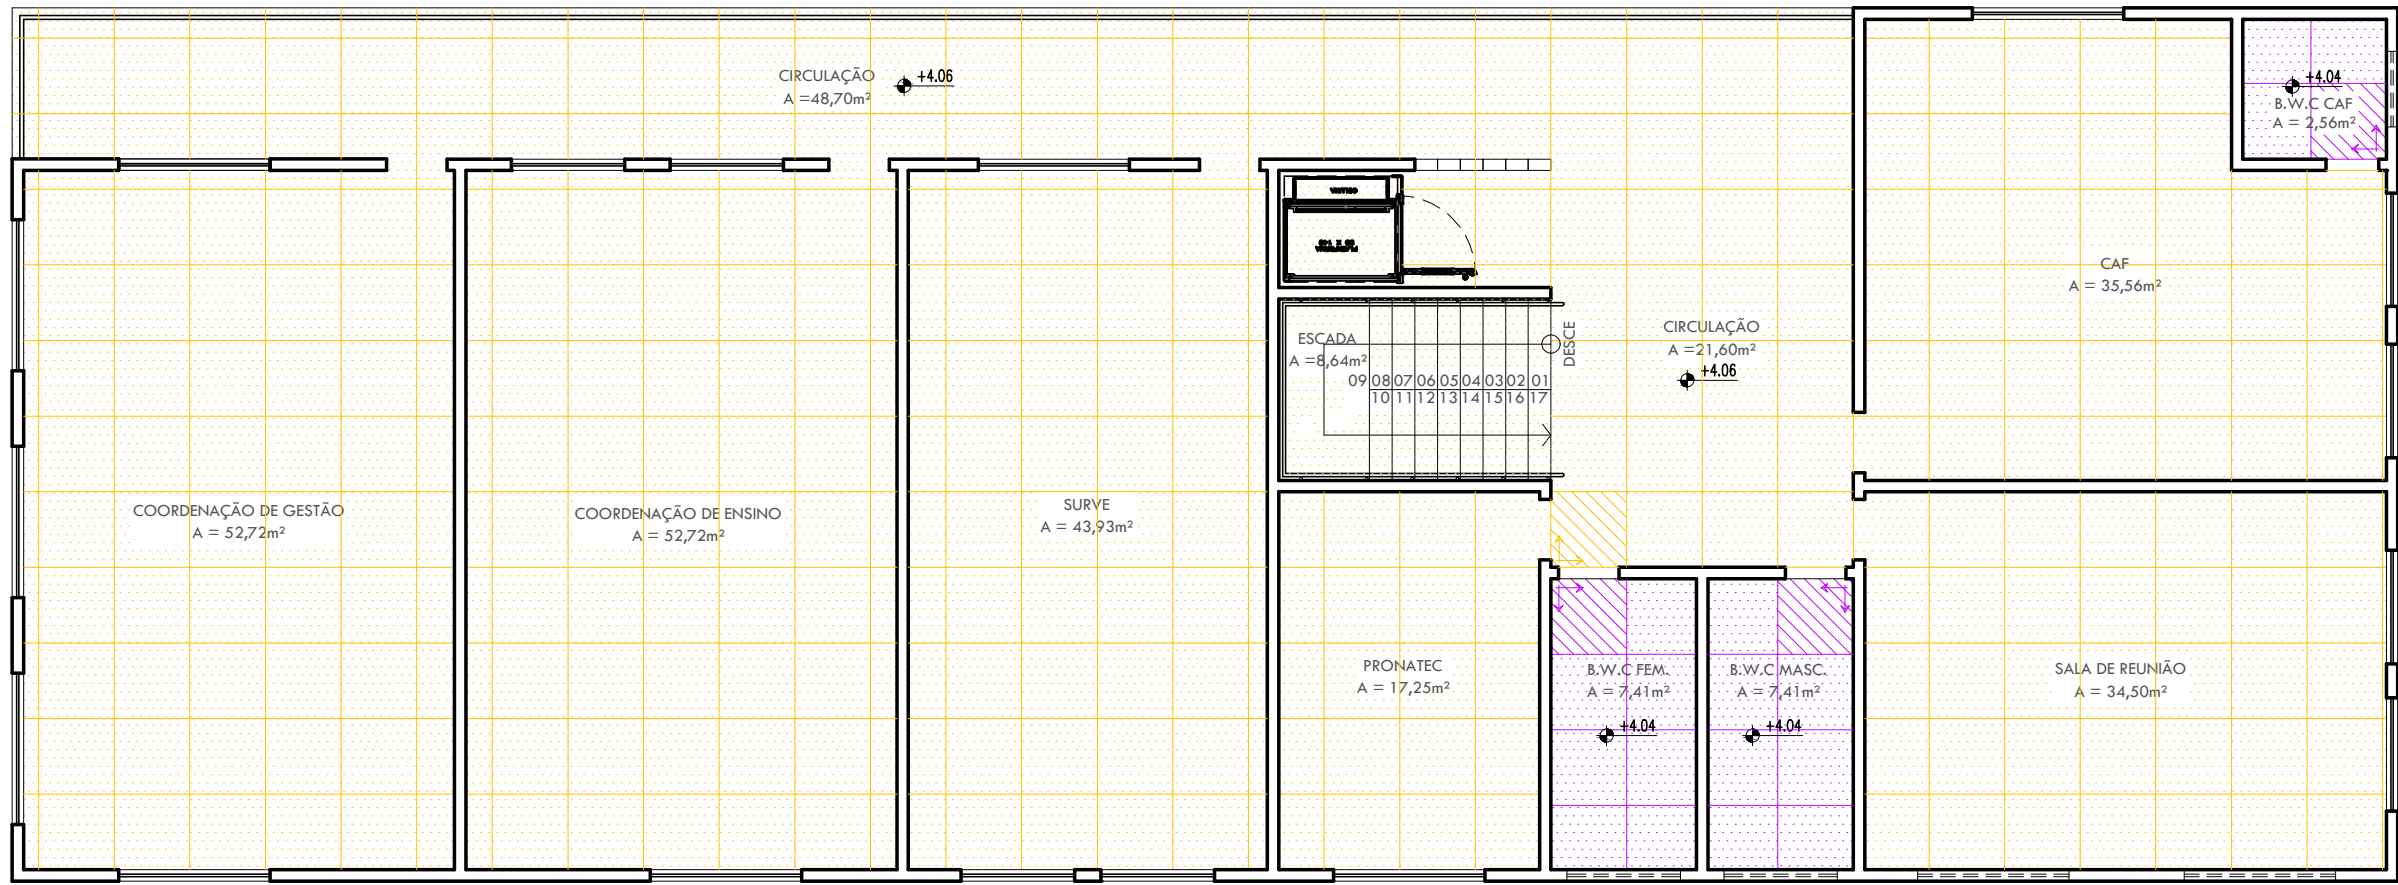 CIRCULAÇÃO
A =48,70m²
+4.06
+4.04
B.W.C CAF
A = 2,56m²
CAF
A = 35,56m²
ESCADA
A =8,64m²
DESCE
09 08 07 06 05 04 03 02 01
10 11 12 13 14 15 16 17
CIRCULAÇÃO
A =21,60m²
+4.06
COORDENAÇÃO DE GESTÃO
A = 52,72m²
COORDENAÇÃO DE ENSINO
A = 52,72m²
SURVE
A = 43,93m²
PRONATEC
A = 17,25m²
B.W.C FEM.
A = 7,41m²
+4.04
B.W.C MASC.
A = 7,41m²
+4.04
SALA DE REUNIÃO
A = 34,50m²